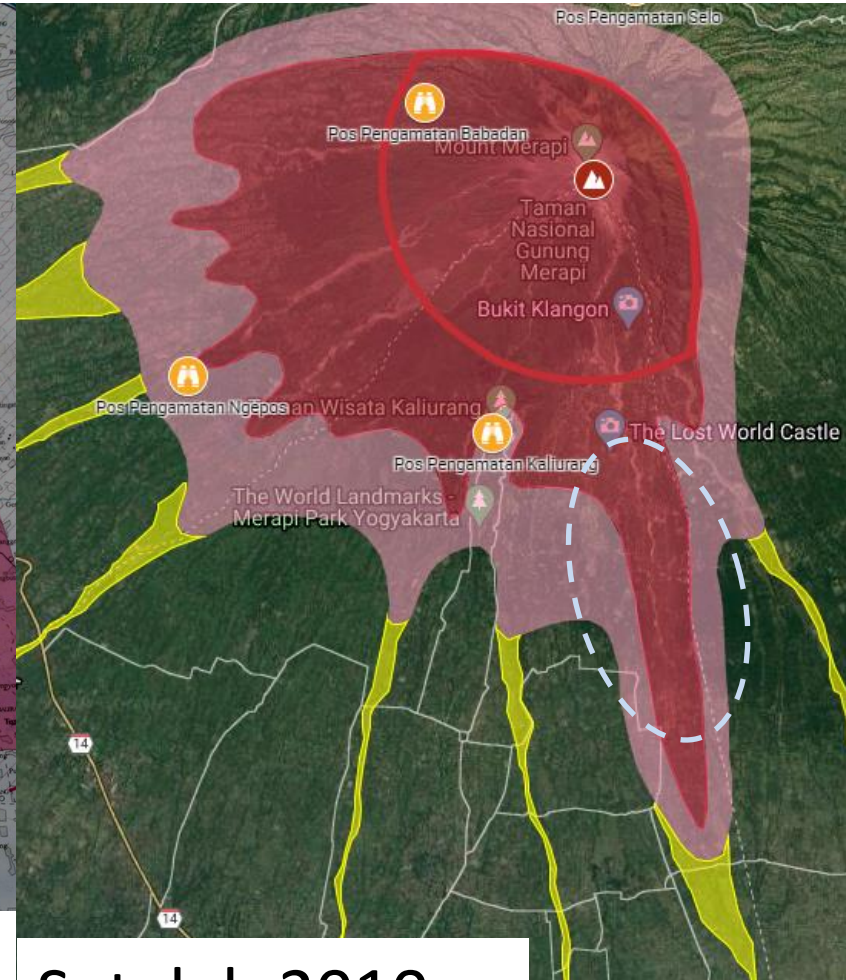 Pos Pengamatan Selo
Pos Pengamatan Babadan
Mount Merapi
Taman
Nasional
Gunung
Merapi
Bukit Klangon
Pos Pengamatan Ngepos
an Wisata Kaliurang
The Lost World Castle
Pos Pengamatan Kaliurang
The World Landmarks -
Merapi Park Yogyakarta
14
14